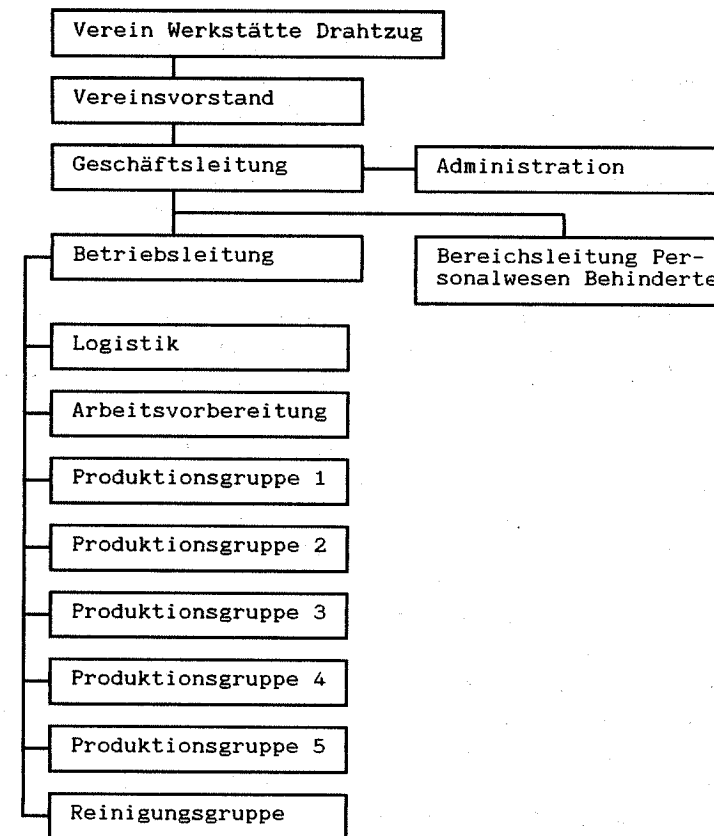 Verein Werkstätte Drahtzug
Vereinsvorstand
Geschäftsleitung
Administration
Betriebsleitung
Bereichsleitung Per-
sonalwesen Behinderte
Logistik
Arbeitsvorbereitung
Produktionsgruppe 1
Produktionsgruppe 2
Produktionsgruppe 3
Produktionsgruppe 4
Produktionsgruppe 5
Reinigungsgruppe